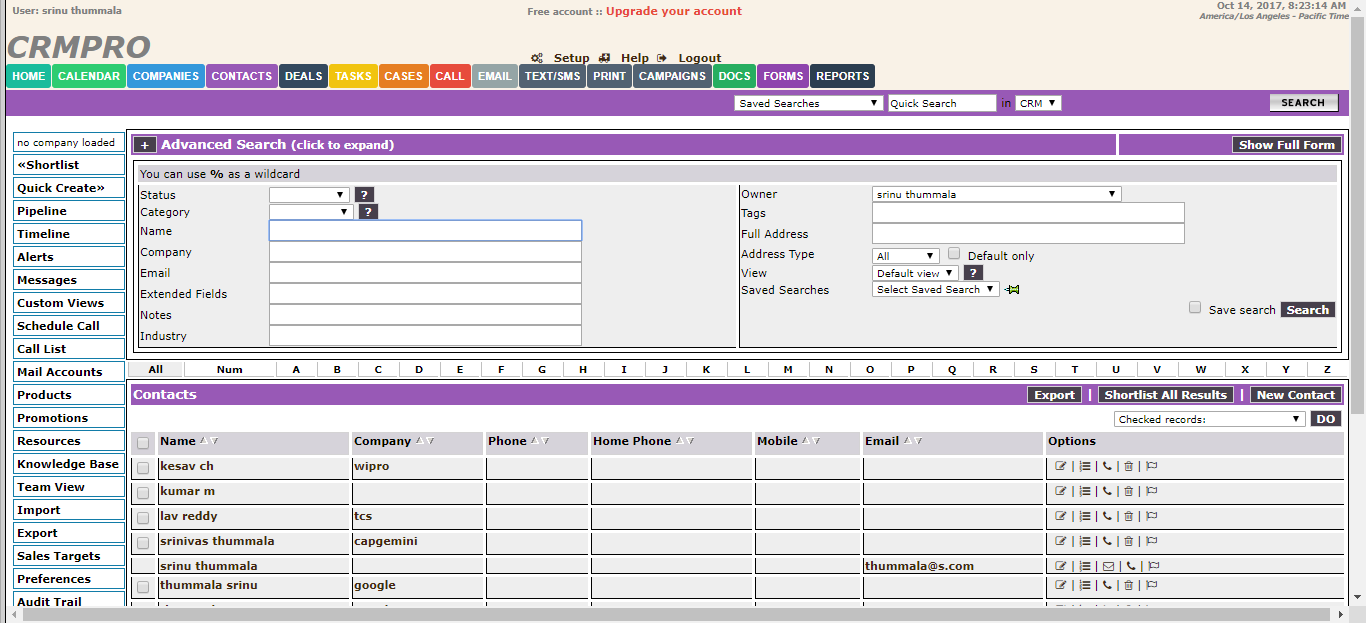 User: srinu thummala
Free account :: Upgrade your account
Oct 14, 2017, 8:23:14 AM
America/Los Angeles - Pacific Time
CRMPRO
Setup Help Logout
HOME CALENDAR COMPANIES CONTACTS DEALS TASKS CASES CALL EMAIL TEXT/SMS PRINT CAMPAIGNS DOCS FORMS REPORTS
Saved Searches Quick Search in CRM SEARCH
no company loaded
«Shortlist
Quick Create»
Pipeline
Timeline
Alerts
Messages
Custom Views
Schedule Call
Call List
Mail Accounts
Products
Promotions
Resources
Knowledge Base
Team View
Import
Export
Sales Targets
Preferences
Audit Trail
+ Advanced Search (click to expand) Show Full Form
You can use % as a wildcard
Status ?
Category ?
Name
Company
Email
Extended Fields
Notes
Industry
Owner srinu thummala
Tags
Full Address
Address Type All Default only
View Default view ?
Saved Searches Select Saved Search
Save search Search
All Num A B C D E F G H I J K L M N O P Q R S T U V W X Y Z
Contacts Export | Shortlist All Results | New Contact
Checked records: DO
Name Company Phone Home Phone Mobile Email Options
kesav ch wipro | | | |
kumar m | | | |
lav reddy tcs | | | |
srinivas thummala capgemini | | | |
srinu thummala thummala@s.com | | | |
thummala srinu google | | | |